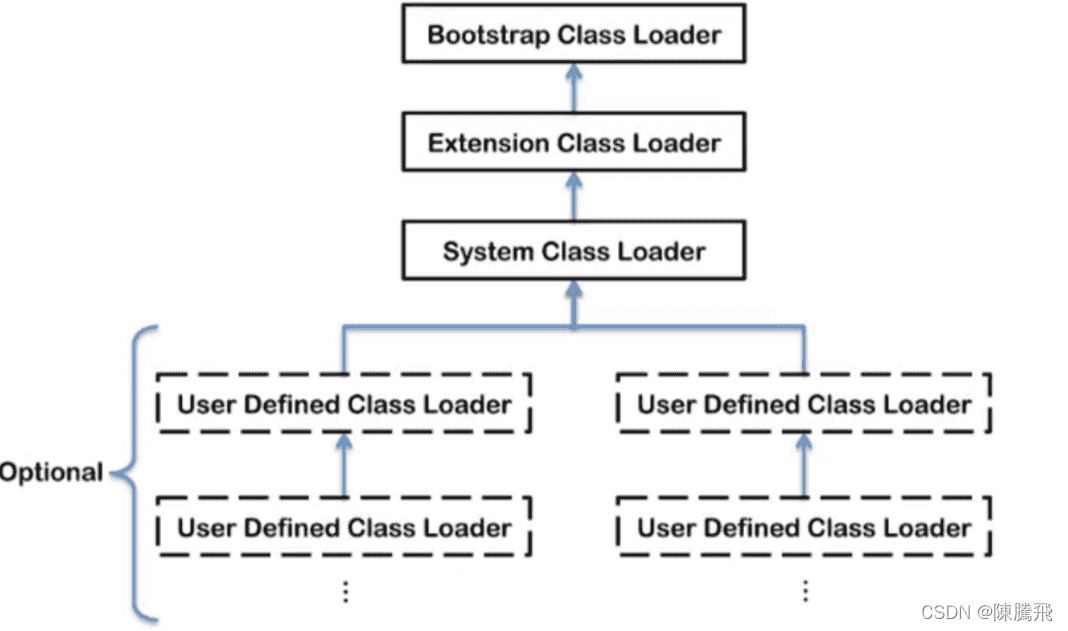 Bootstrap Class Loader
Extension Class Loader
System Class Loader
User Defined Class Loader
User Defined Class Loader
Optional
User Defined Class Loader
User Defined Class Loader
⋮
⋮
CSDN @陳騰飛